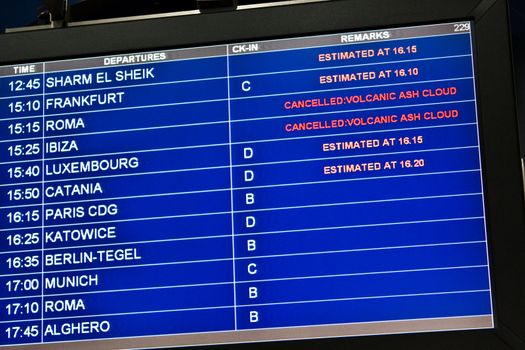 TIME DEPARTURES CK-IN REMARKS 229
12:45 SHARM EL SHEIK ESTIMATED AT 16.15
15:10 FRANKFURT C ESTIMATED AT 16.10
15:15 ROMA CANCELLED:VOLCANIC ASH CLOUD
15:25 IBIZA CANCELLED:VOLCANIC ASH CLOUD
15:40 LUXEMBOURG D ESTIMATED AT 16.15
15:50 CATANIA D ESTIMATED AT 16.20
16:15 PARIS CDG B
16:25 KATOWICE D
16:35 BERLIN-TEGEL B
17:00 MUNICH C
17:10 ROMA B
17:45 ALGHERO B